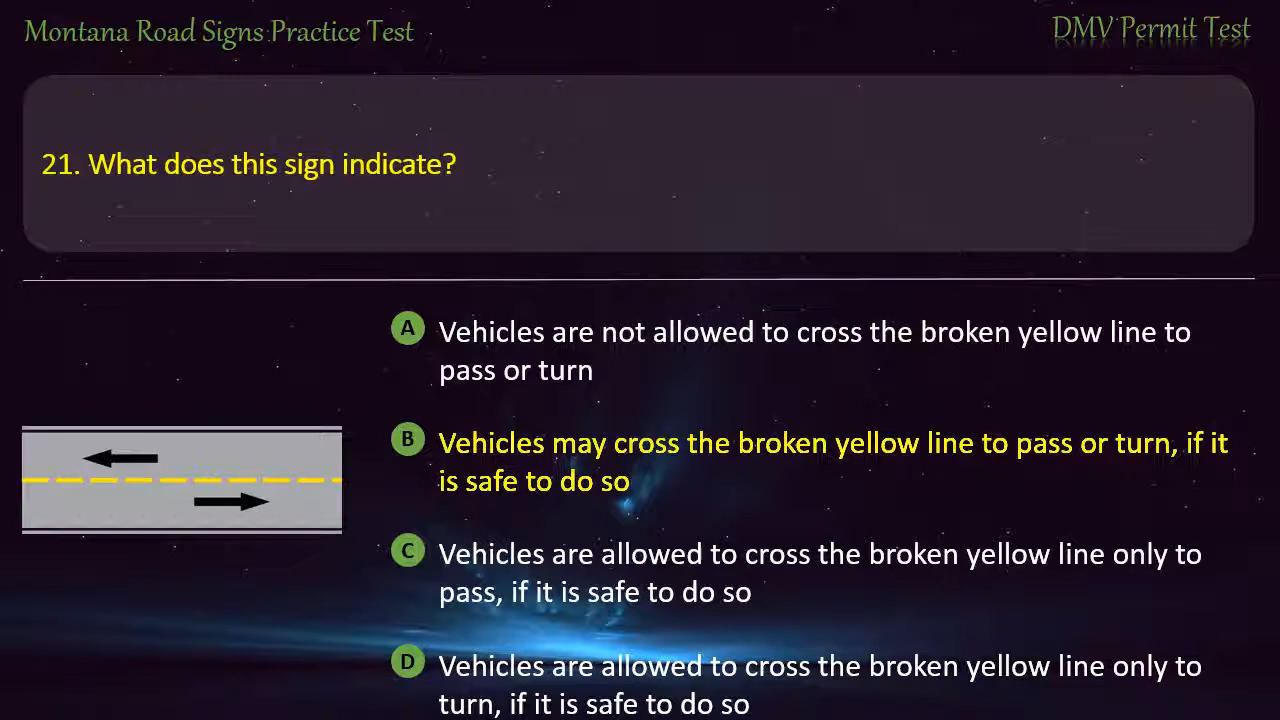 Montana Road Signs Practice Test
DMV Permit Test
21. What does this sign indicate?
A Vehicles are not allowed to cross the broken yellow line to
pass or turn
B Vehicles may cross the broken yellow line to pass or turn, if it
is safe to do so
C Vehicles are allowed to cross the broken yellow line only to
pass, if it is safe to do so
D Vehicles are allowed to cross the broken yellow line only to
turn, if it is safe to do so